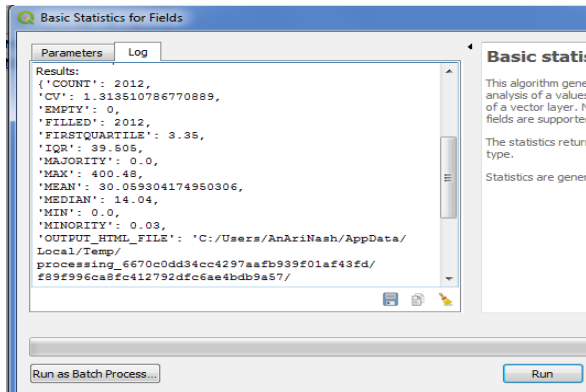 Basic Statistics for Fields
Parameters
Log
Results:
{'COUNT': 2012,
'CV': 1.313510786770889,
'EMPTY': 0,
'FILLED': 2012,
'FIRSTQUARTILE': 3.35,
'IQR': 39.505,
'MAJORITY': 0.0,
'MAX': 400.48,
'MEAN': 30.059304174950306,
'MEDIAN': 14.04,
'MIN': 0.0,
'MINORITY': 0.03,
'OUTPUT_HTML_FILE': 'C:/Users/AnAriNash/AppData/
Local/Temp/
processing_6670c0dd34cc4297aafb939f01af43fd/
f89f996ca8fc412792dfc6ae4bdb9a57/
Basic statis
This algorithm gene
analysis of a values
of a vector layer. N
fields are supporte
The statistics retur
type.
Statistics are gener
Run as Batch Process...
Run